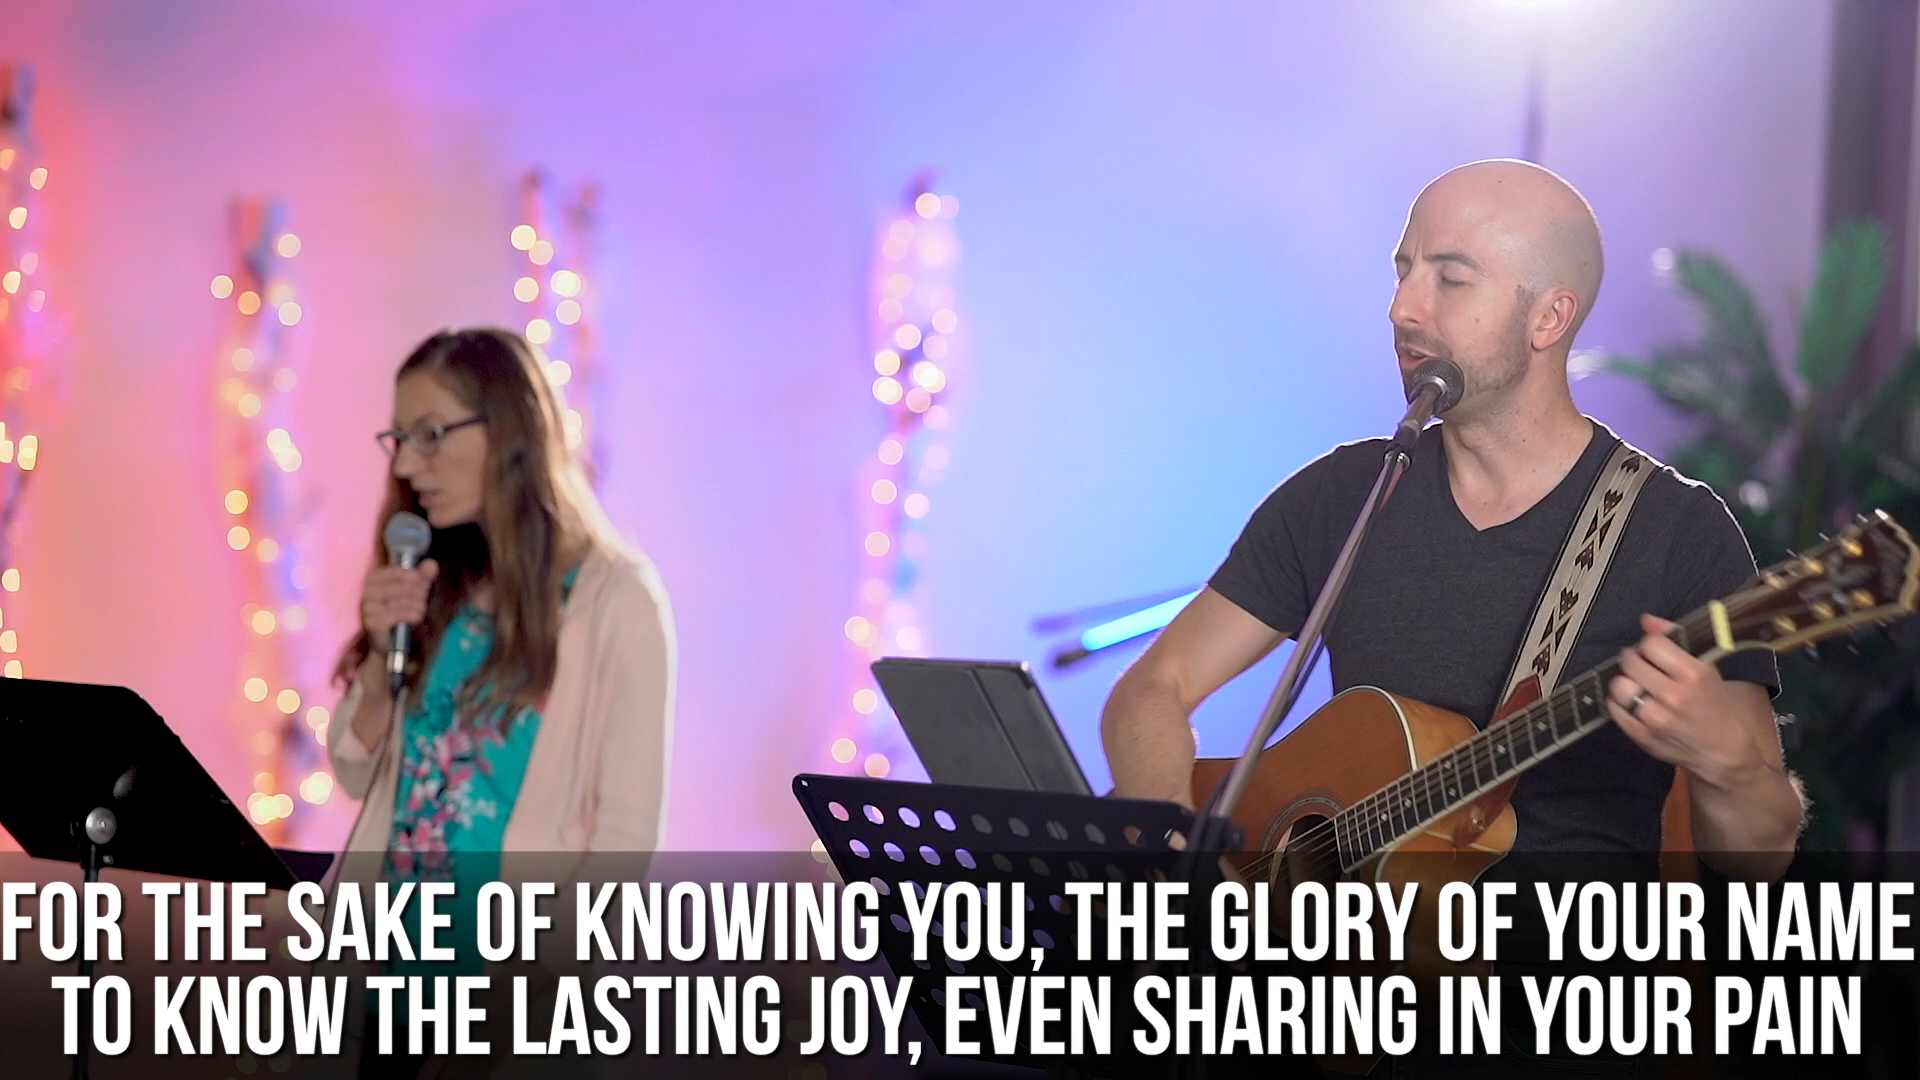 FOR THE SAKE OF KNOWING YOU, THE GLORY OF YOUR NAME
TO KNOW THE LASTING JOY, EVEN SHARING IN YOUR PAIN